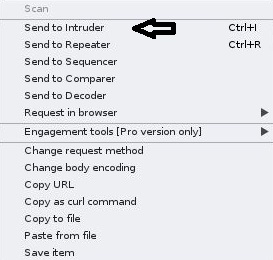 Scan
Send to Intruder Ctrl+I
Send to Repeater Ctrl+R
Send to Sequencer
Send to Comparer
Send to Decoder
Request in browser
Engagement tools [Pro version only]
Change request method
Change body encoding
Copy URL
Copy as curl command
Copy to file
Paste from file
Save item